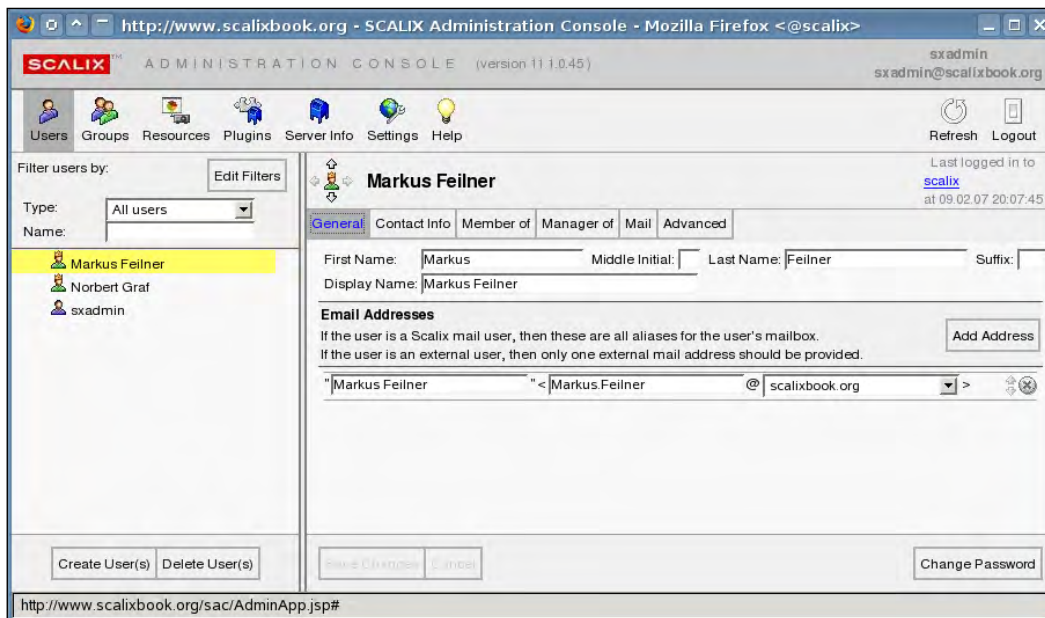 http://www.scalixbook.org - SCALIX Administration Console - Mozilla Firefox <@scalix>
SCALIX™ ADMINISTRATION CONSOLE (version 11.1.0.45)
sxadmin
sxadmin@scalixbook.org
Users Groups Resources Plugins Server Info Settings Help
Refresh Logout
Filter users by:
Edit Filters
Type: All users
Name:
Markus Feilner
Norbert Graf
sxadmin
Create User(s) Delete User(s)
Markus Feilner
Last logged in to
scalix
at 09.02.07 20:07:45
General Contact Info Member of Manager of Mail Advanced
First Name: Markus Middle Initial: Last Name: Feilner Suffix:
Display Name: Markus Feilner
Email Addresses
If the user is a Scalix mail user, then these are all aliases for the user's mailbox.
If the user is an external user, then only one external mail address should be provided.
Add Address
"Markus Feilner "< Markus.Feilner @ scalixbook.org >
Save Changes Cancel
Change Password
http://www.scalixbook.org/sac/AdminApp.jsp#